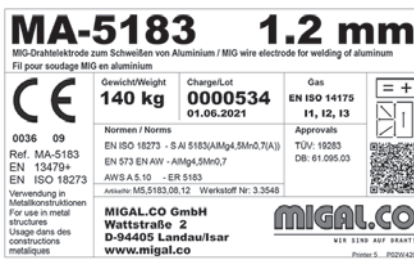 MA-5183 1.2 mm
MIG-Drahtelektrode zum Schweißen von Aluminium / MIG wire electrode for welding of aluminum
Fil pour soudage MIG en aluminium
CE
0036 09
Ref. MA-5183
EN 13479+
EN ISO 18273
Verwendung in
Metallkonstruktionen
For use in metal
structures
Usage dans des
constructions
metaliques
Gewicht/Weight
140 kg
Charge/Lot
0000534
01.06.2021
Gas
EN ISO 14175
I1, I2, I3
= +
Normen / Norms
EN ISO 18273 - S Al 5183(AlMg4,5Mn0,7(A))
EN 573 EN AW - AlMg4,5Mn0,7
AWS A 5.10 - ER 5183
ArtikelNr. M5,5183,08,12 Werkstoff Nr. 3.3548
Approvals
TÜV: 19283
DB: 61.095.03
MIGAL.CO GmbH
Wattstraße 2
D-94405 Landau/Isar
www.migal.co
MIGAL.CO
WIR SIND AUF DRAHT
Printer 5